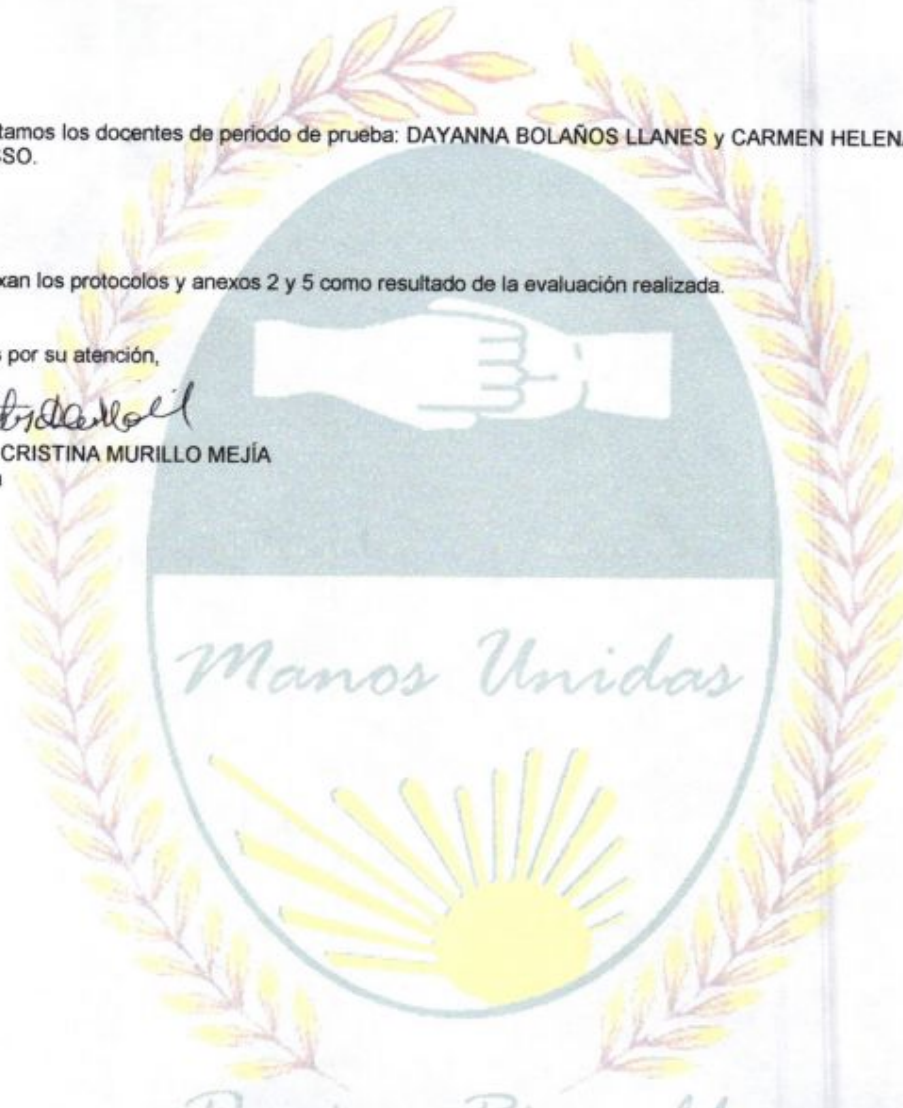 tamos los docentes de periodo de prueba: DAYANNA BOLAÑOS LLANES y CARMEN HELENA
SSO.
xan los protocolos y anexos 2 y 5 como resultado de la evaluación realizada.
s por su atención,
CRISTINA MURILLO MEJÍA
Manos Unidas